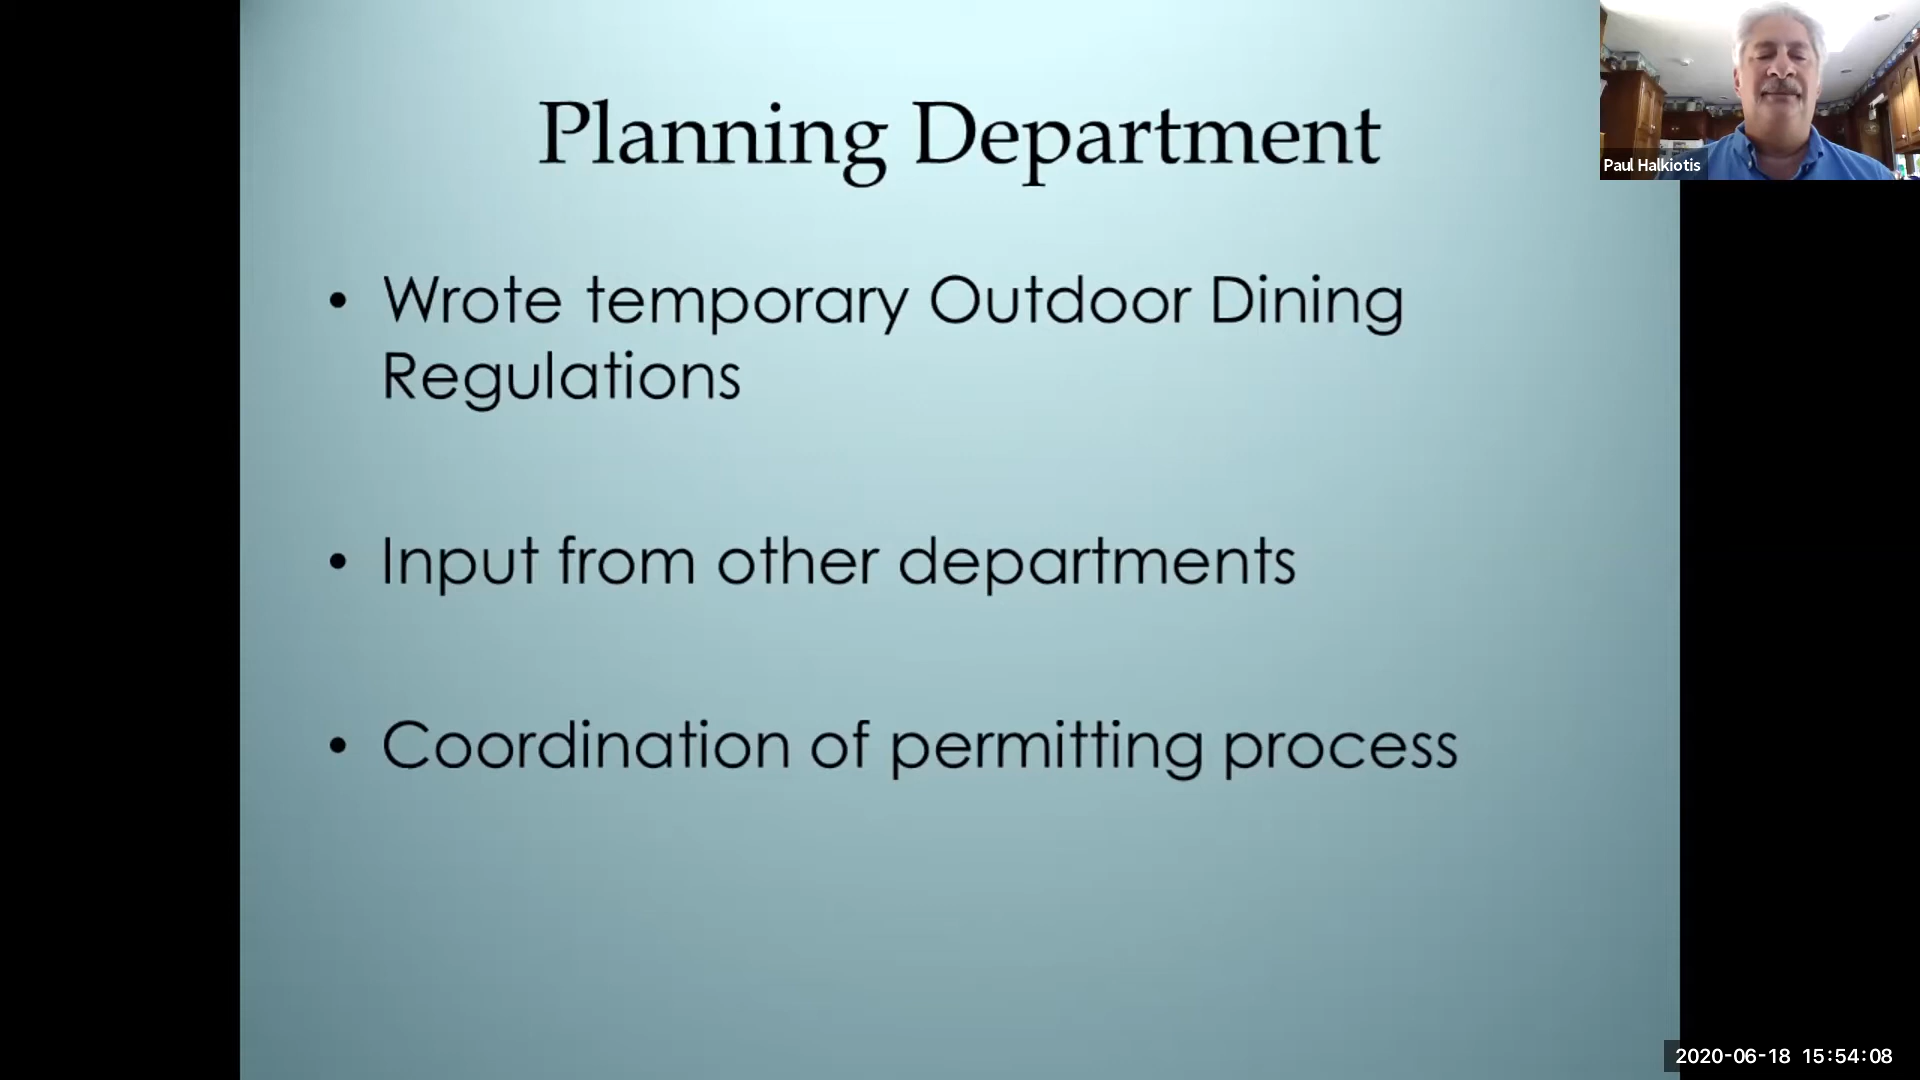 Planning Department
Paul Halkiotis
• Wrote temporary Outdoor Dining
Regulations
• Input from other departments
• Coordination of permitting process
2020-06-18 15:54:08